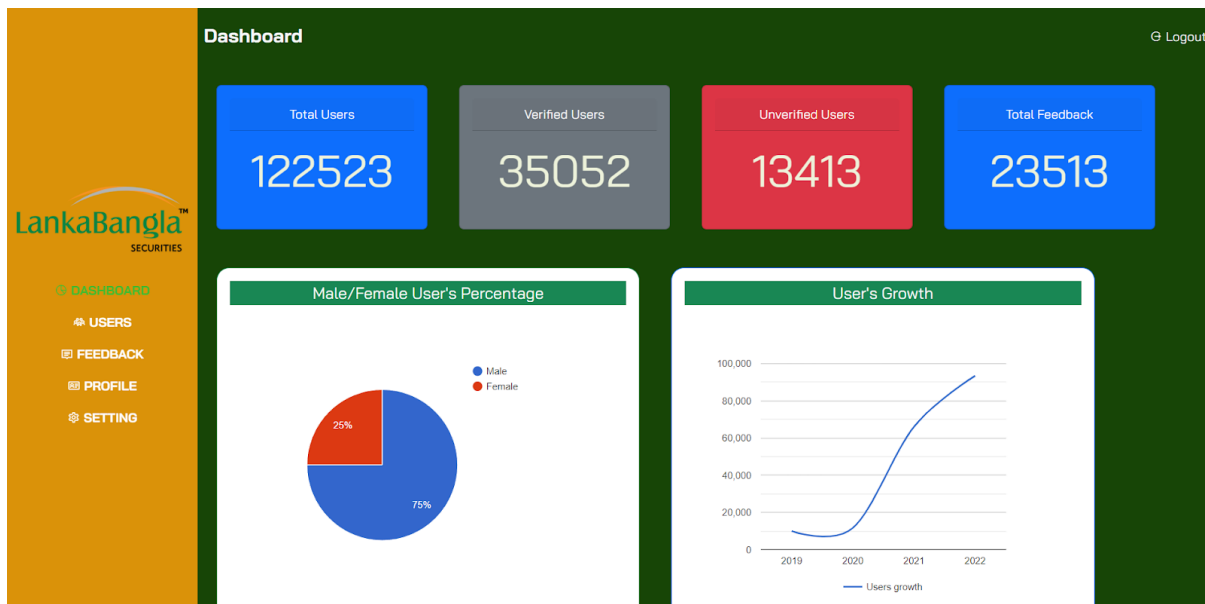 Dashboard
Logout
Total Users
122523
Verified Users
35052
Unverified Users
13413
Total Feedback
23513
LankaBangla™
SECURITIES
DASHBOARD
USERS
FEEDBACK
PROFILE
SETTING
Male/Female User's Percentage
Male
Female
25%
75%
User's Growth
100,000
80,000
60,000
40,000
20,000
0
2019 2020 2021 2022
Users growth